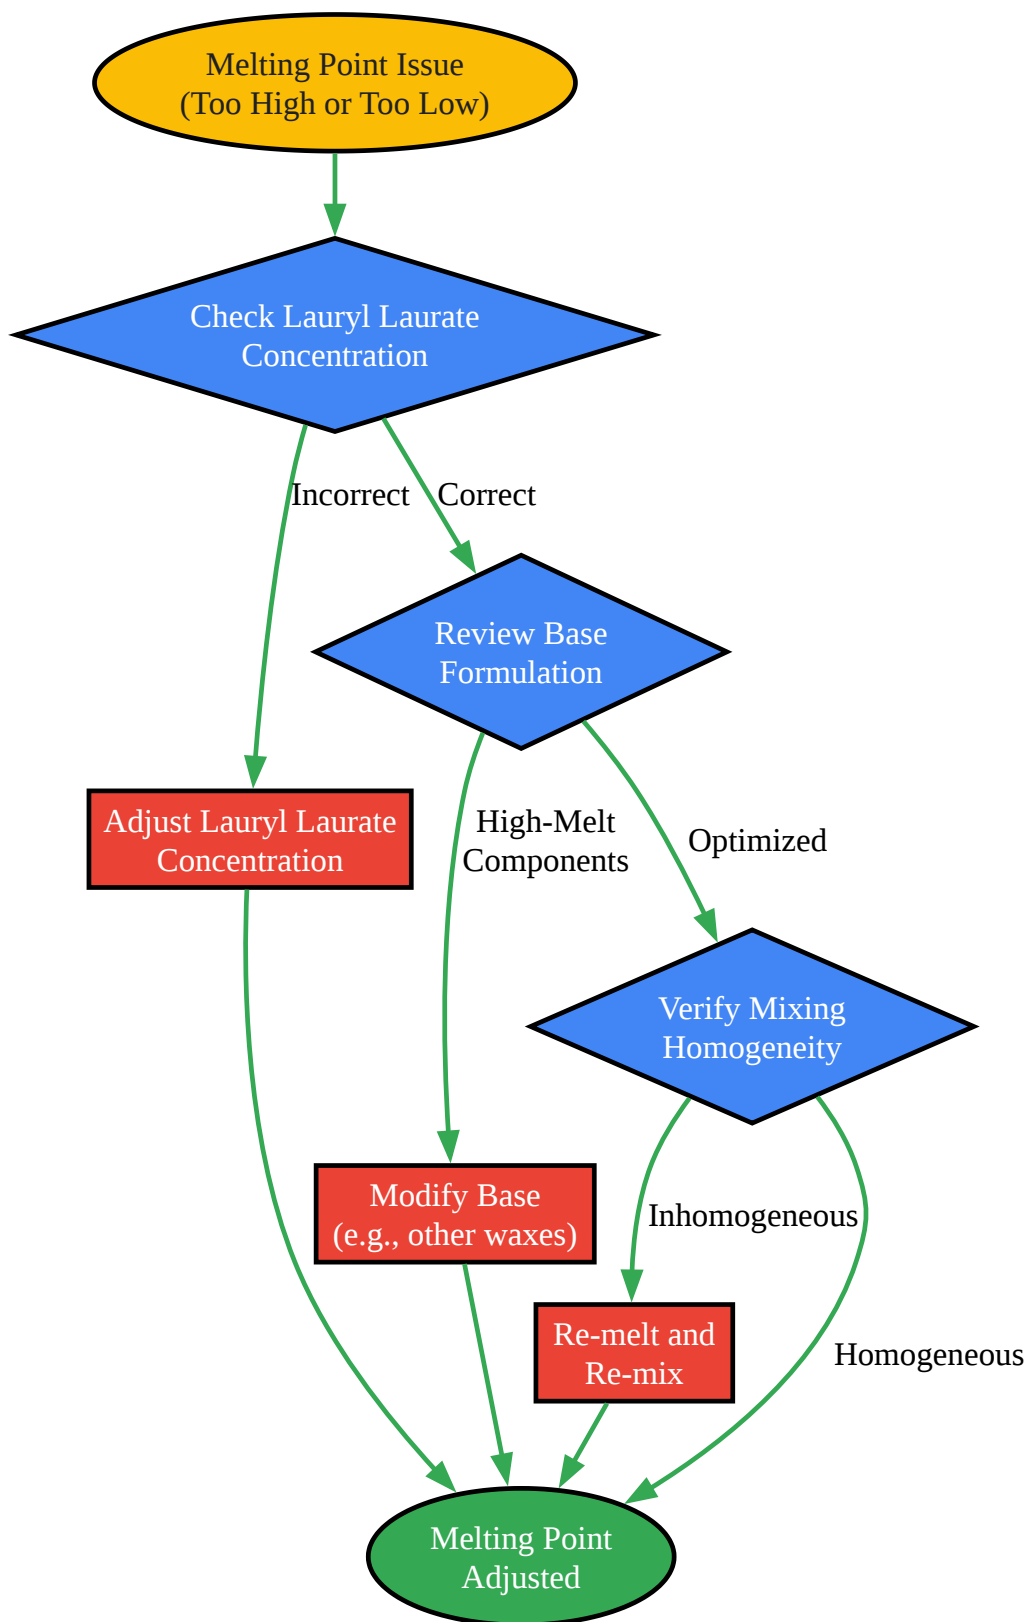 Melting Point Issue
(Too High or Too Low)
Check Lauryl Laurate
Concentration
Incorrect
Correct
Review Base
Formulation
Adjust Lauryl Laurate
Concentration
High-Melt
Components
Optimized
Verify Mixing
Homogeneity
Modify Base
(e.g., other waxes)
Inhomogeneous
Re-melt and
Re-mix
Homogeneous
Melting Point
Adjusted